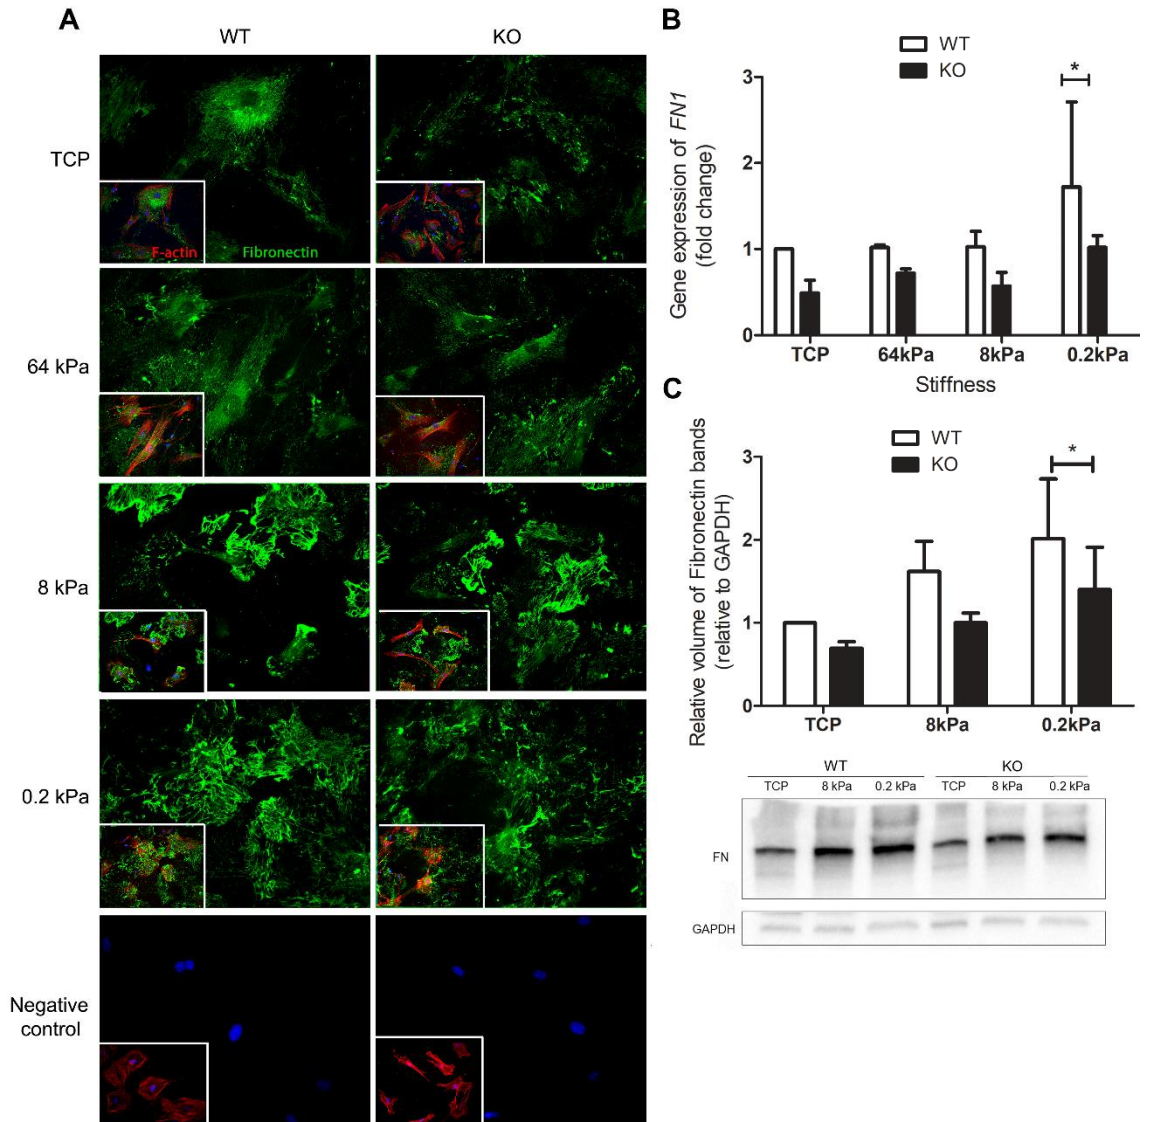 A
WT
KO
TCP
F-actin
Fibronectin
64 kPa
8 kPa
0.2 kPa
Negative
control
B
WT
KO
Gene expression of FN1
(fold change)
3
2
1
0
*
TCP
64kPa
8kPa
0.2kPa
Stiffness
C
WT
KO
Relative volume of Fibronectin bands
(relative to GAPDH)
3
2
1
0
*
TCP
8kPa
0.2kPa
WT
KO
TCP
8 kPa
0.2 kPa
TCP
8 kPa
0.2 kPa
FN
GAPDH